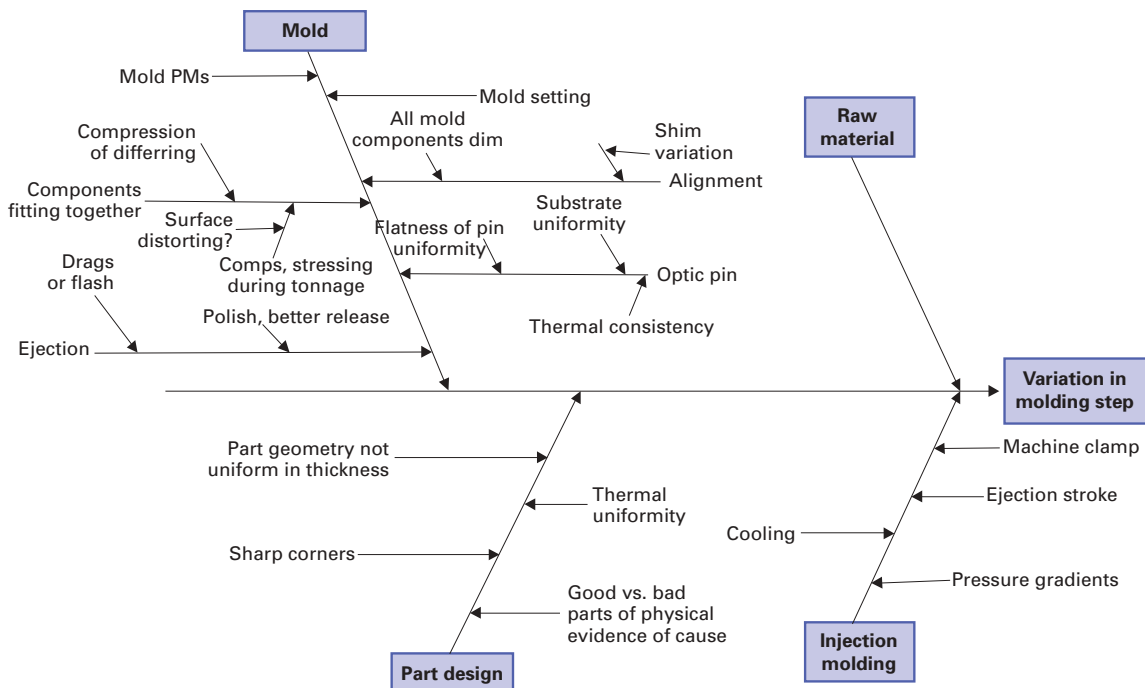 Mold
Mold PMs
Mold setting
Compression
of differring
All mold
components dim
Shim
variation
Alignment
Components
fitting together
Surface
distorting?
Comps, stressing
during tonnage
Flatness of pin
uniformity
Substrate
uniformity
Optic pin
Thermal consistency
Drags
or flash
Polish, better release
Ejection
Raw
material
Variation in
molding step
Part geometry not
uniform in thickness
Thermal
uniformity
Sharp corners
Good vs. bad
parts of physical
evidence of cause
Part design
Machine clamp
Ejection stroke
Cooling
Pressure gradients
Injection
molding